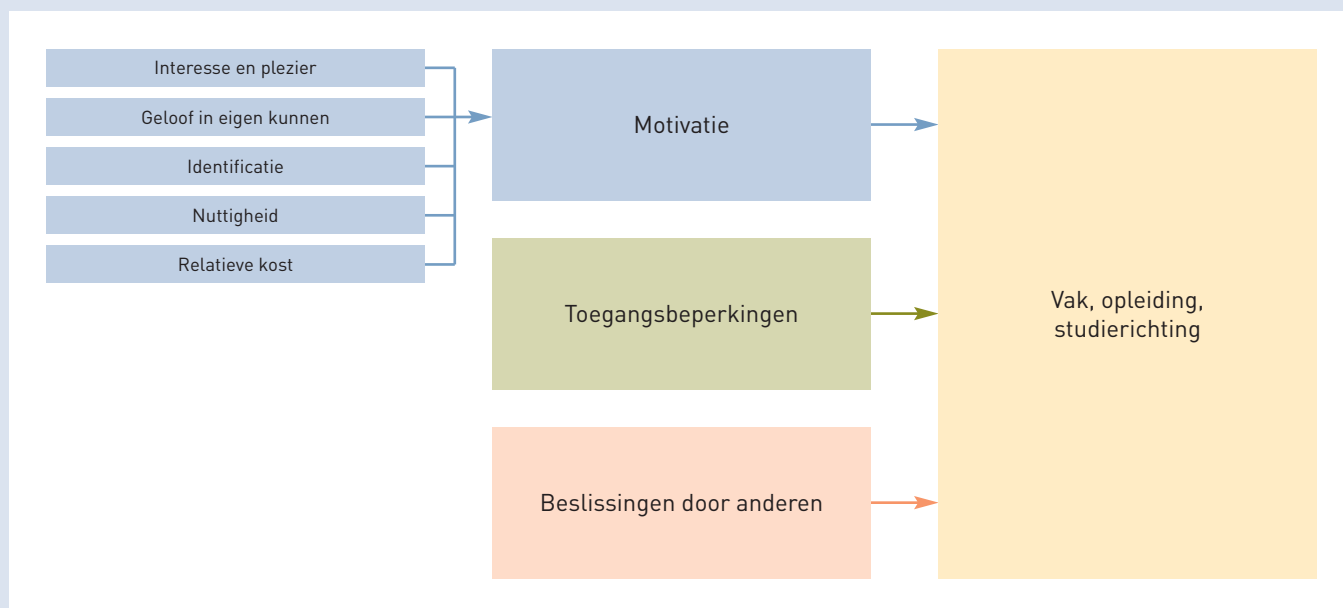 Interesse en plezier
Geloof in eigen kunnen
Identificatie
Nuttigheid
Relatieve kost
Motivatie
Toegangsbeperkingen
Beslissingen door anderen
Vak, opleiding,
studierichting